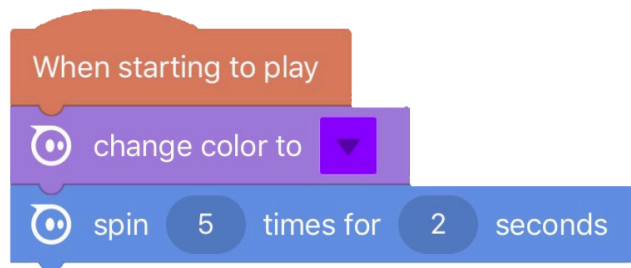 When starting to play
change color to
spin 5 times for 2 seconds